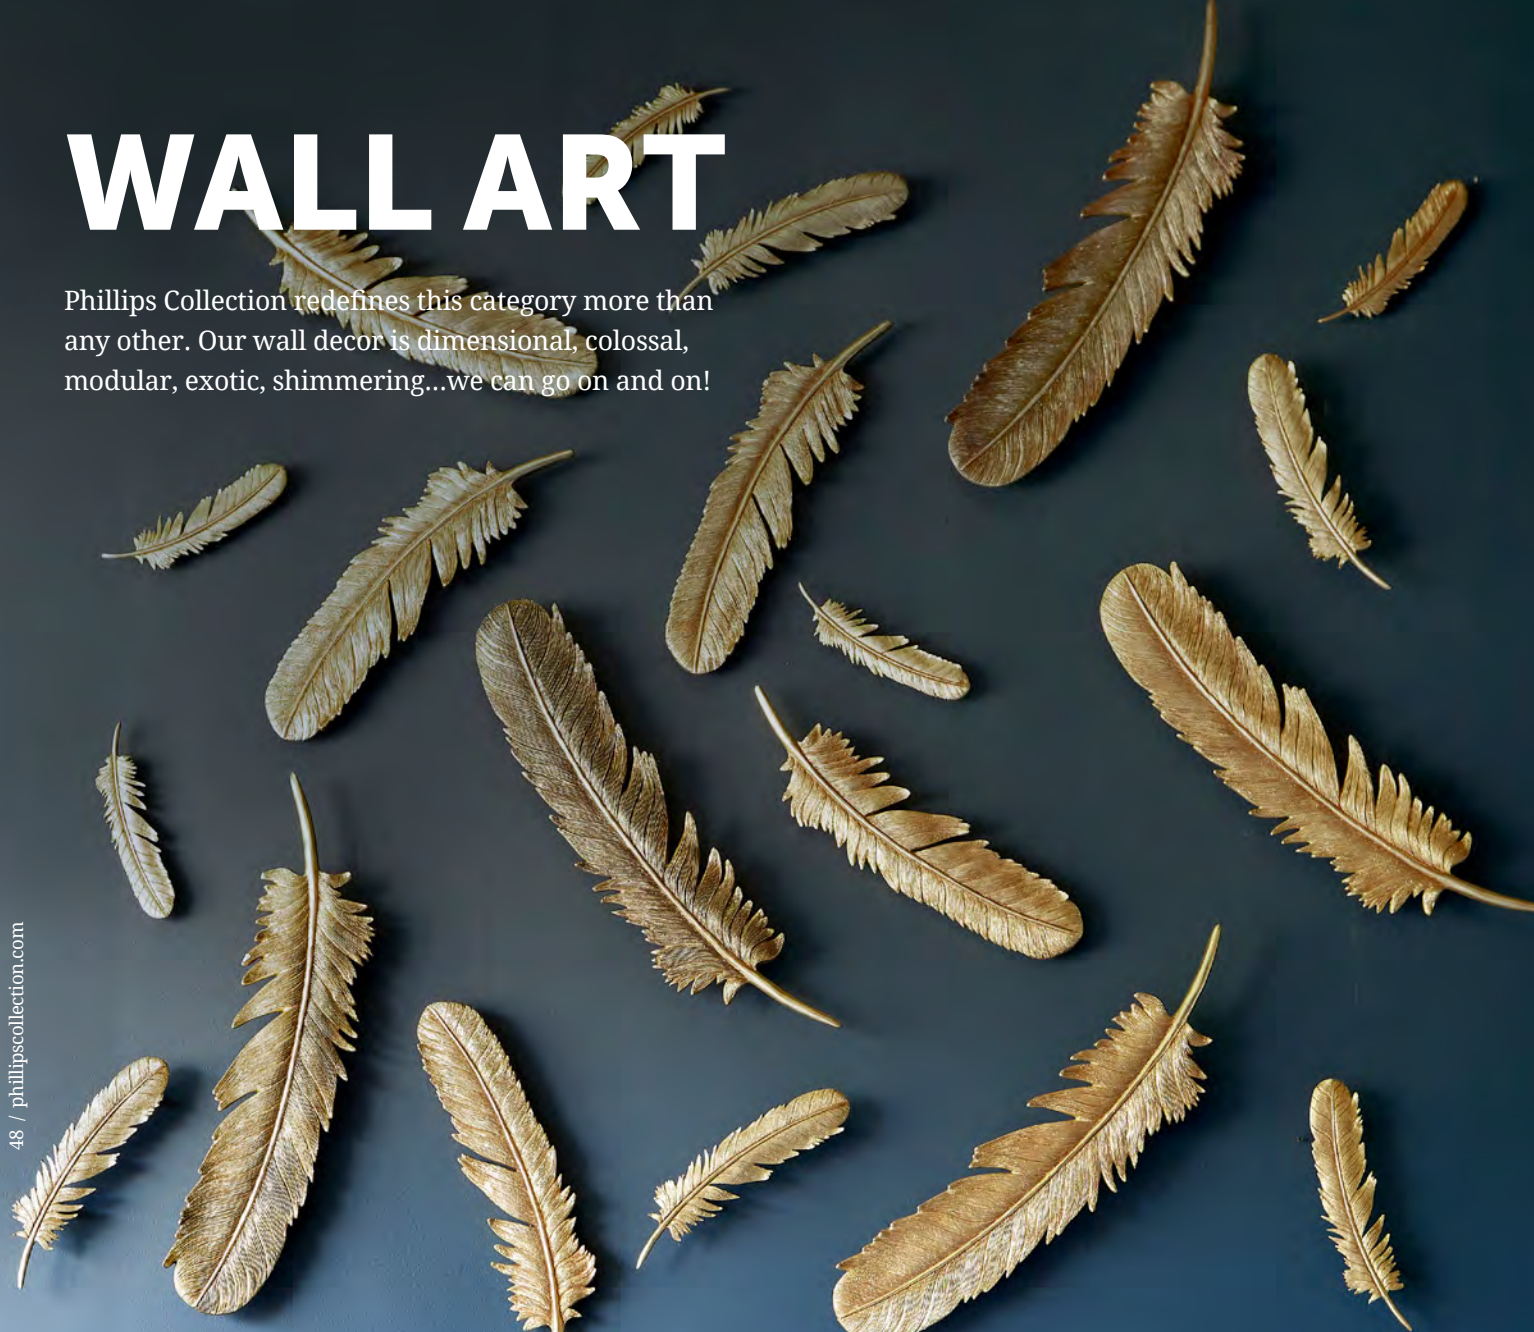 WALL ART
Phillips Collection redefines this category more than
any other. Our wall decor is dimensional, colossal,
modular, exotic, shimmering...we can go on and on!
48 / phillipscollection.com